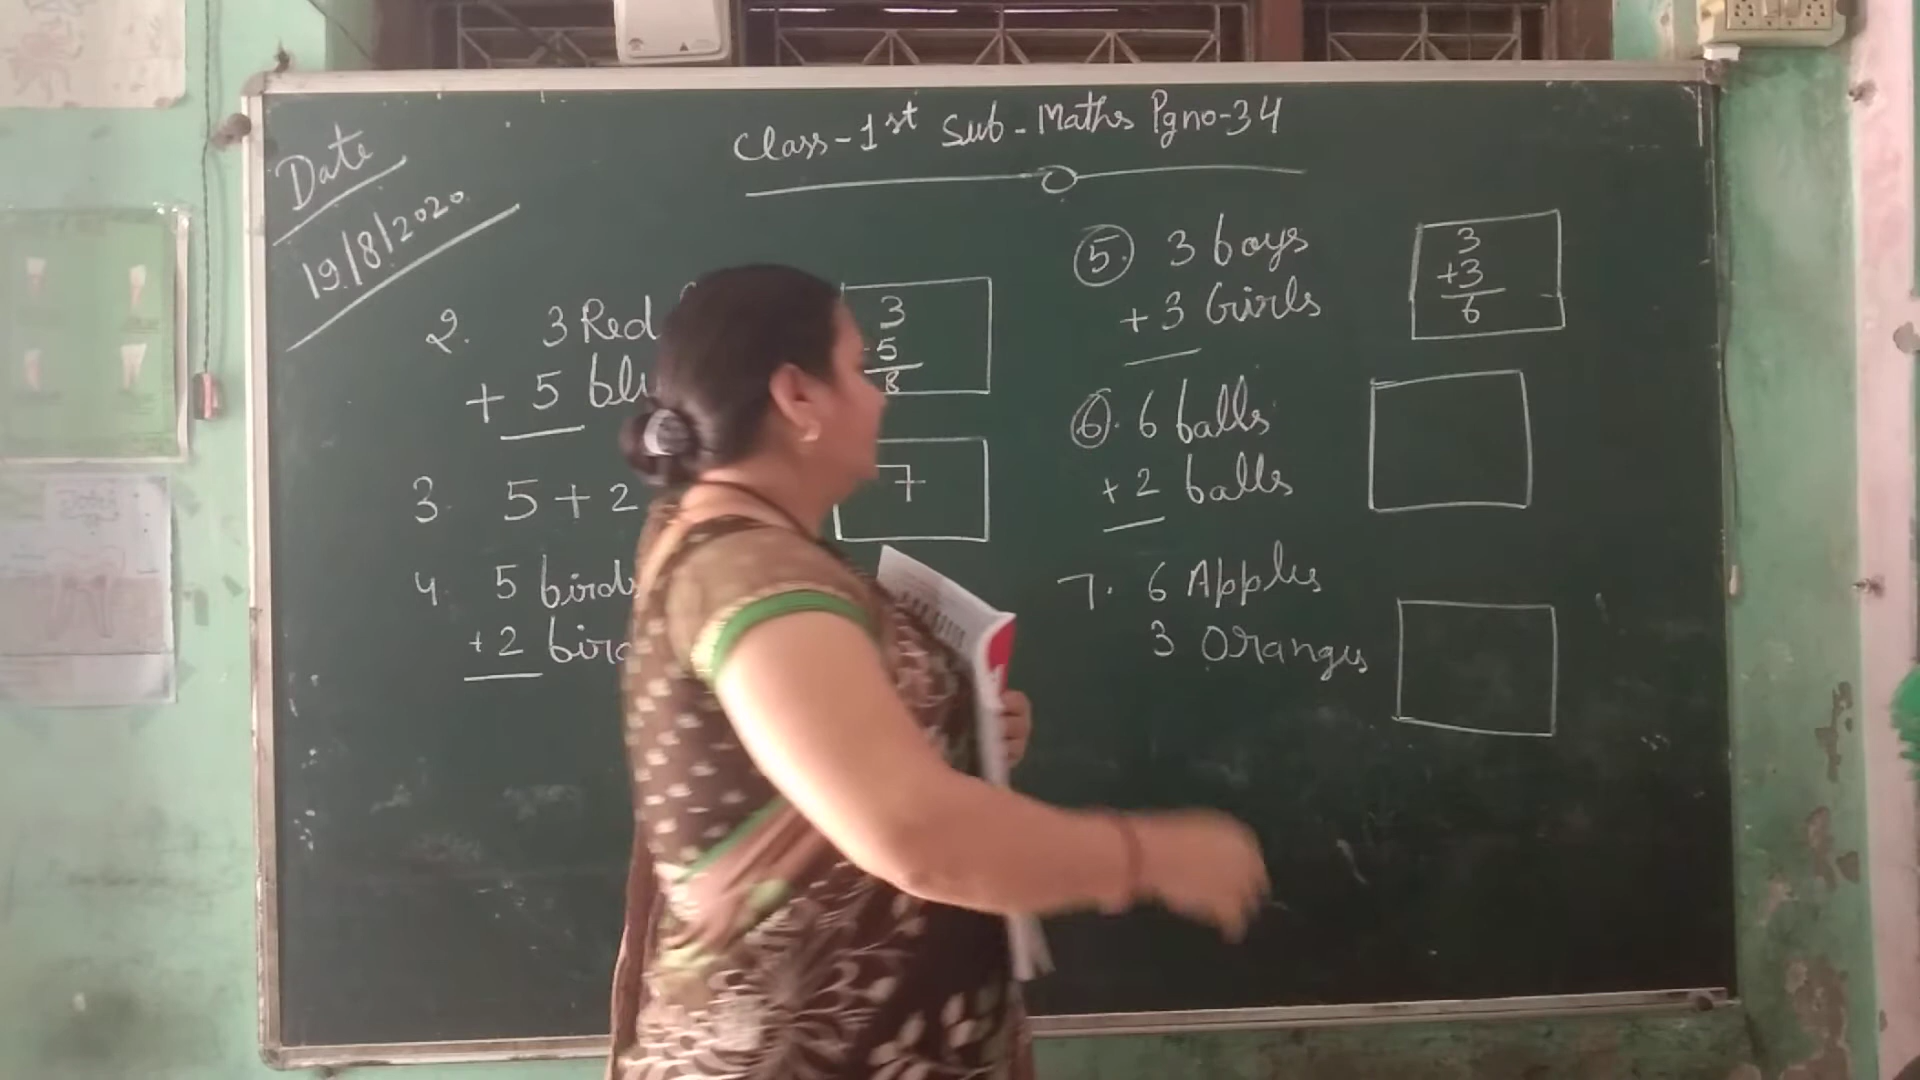 Class-1st Sub-Maths Pgno-34
Date
19/8/2020
2. 3 Red
+ 5
3
5
8
3. 5+2
7
4. 5 birds
+2
5. 3 boys
+ 3 Girls
3
+3
6
6. 6 balls
+ 2 balls
7. 6 Apples
3 Oranges